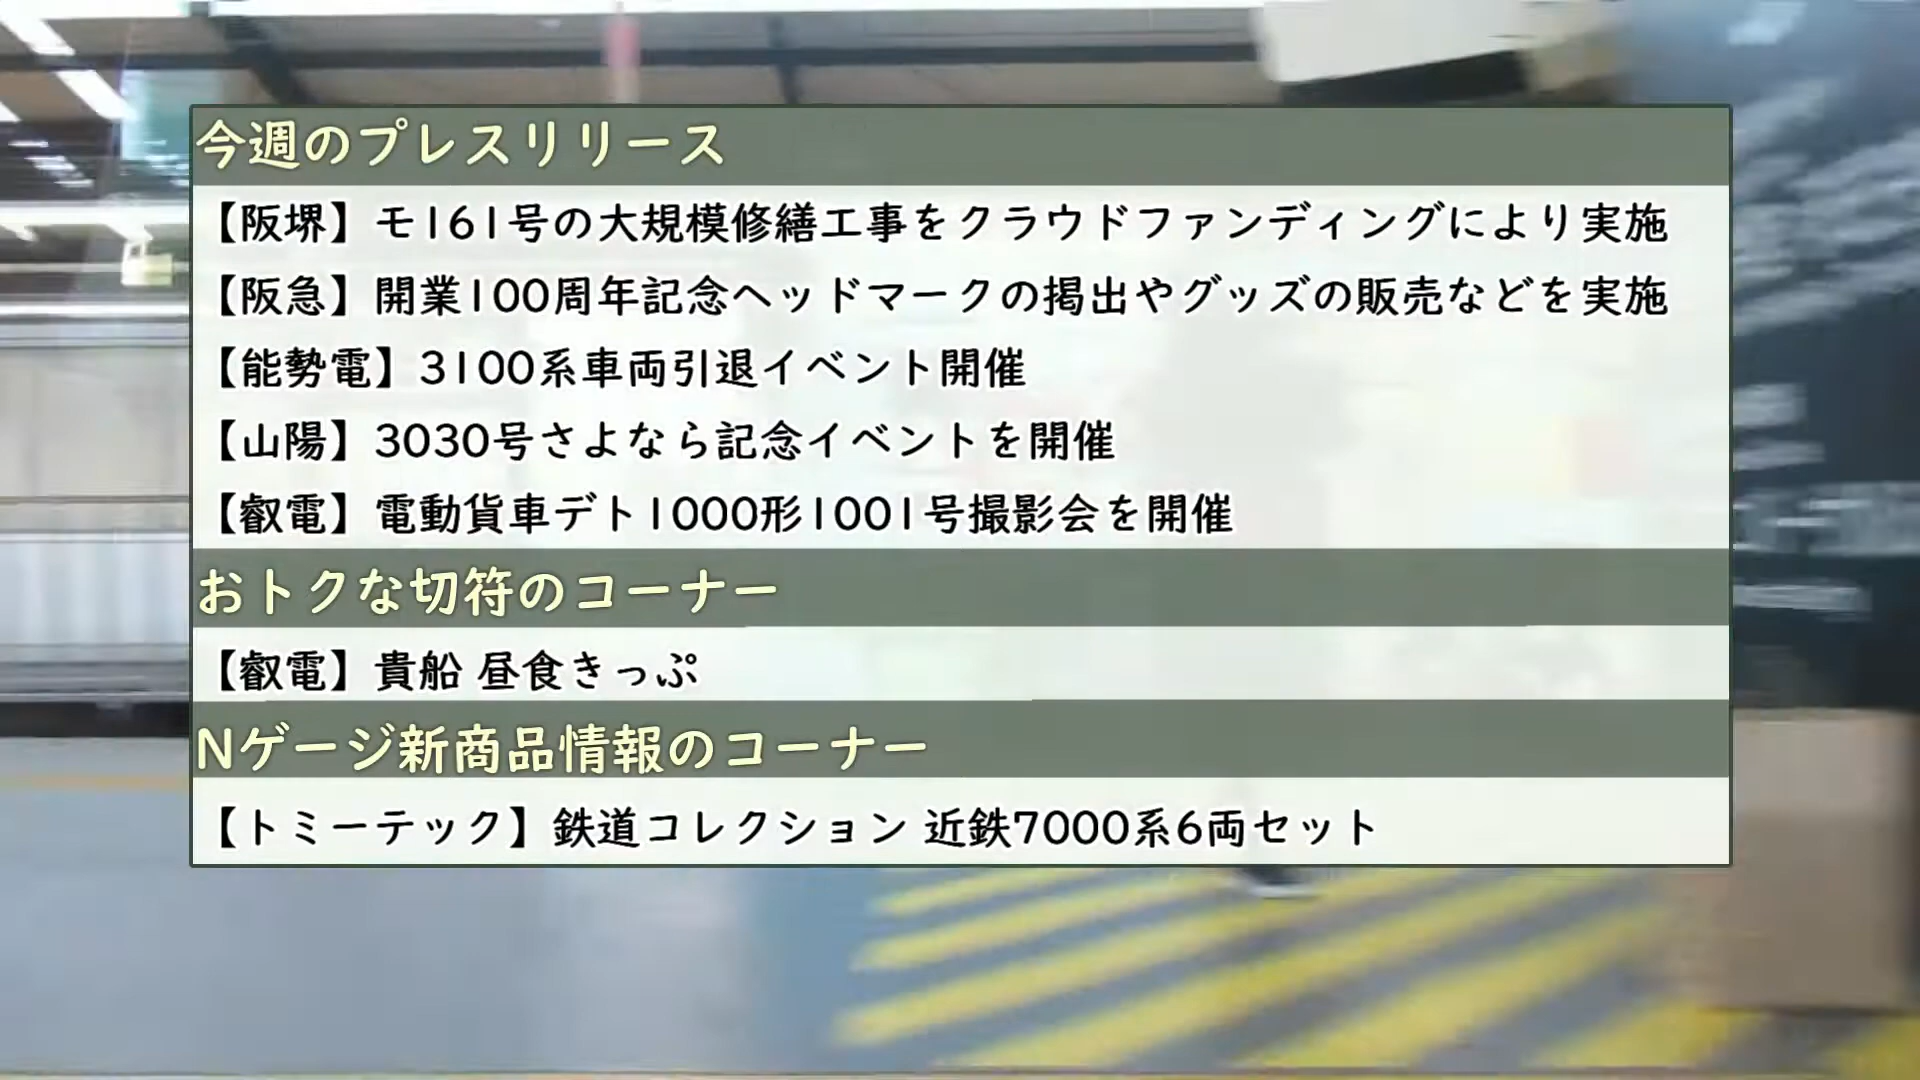 今週のプレスリリース
【阪堺】モ161号の大規模修繕工事をクラウドファンディングにより実施
【阪急】開業100周年記念ヘッドマークの掲出やグッズの販売などを実施
【能勢電】3100系車両引退イベント開催
【山陽】3030号さよなら記念イベントを開催
【叡電】電動貨車デト1000形1001号撮影会を開催
おトクな切符のコーナー
【叡電】貴船 昼食きっぷ
Nゲージ新商品情報のコーナー
【トミーテック】鉄道コレクション 近鉄7000系6両セット